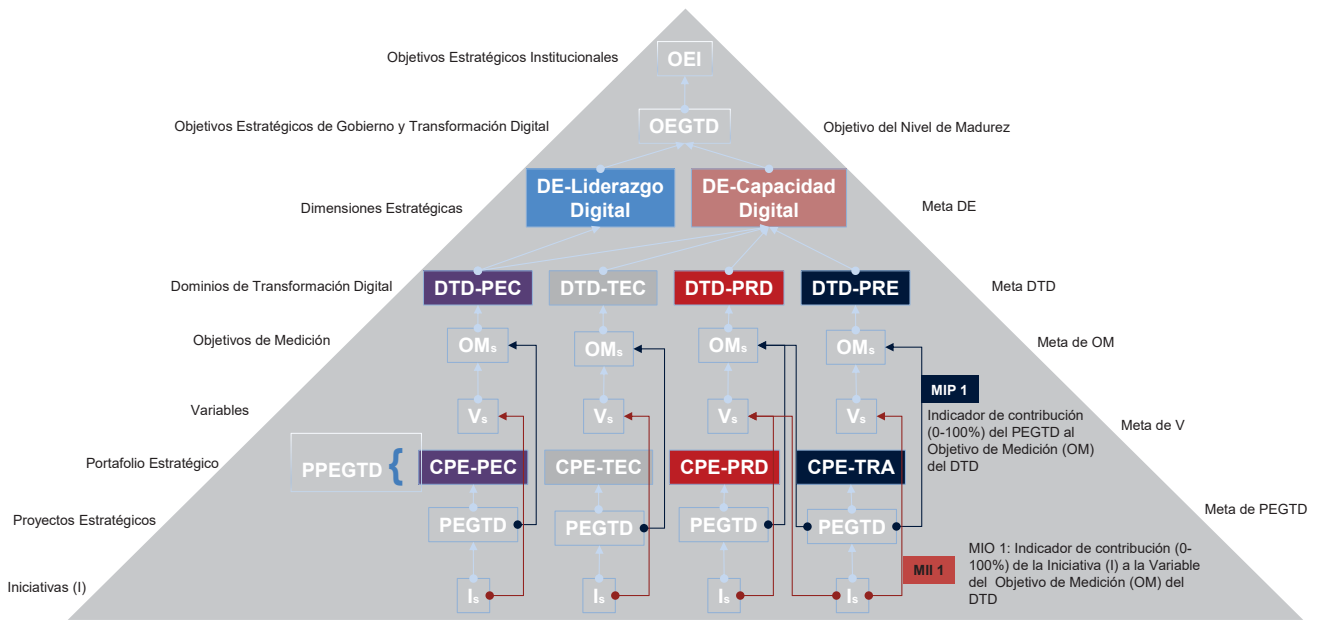 Objetivos Estratégicos Institucionales
OEI
Objetivos Estratégicos de Gobierno y Transformación Digital
OEGTD
Objetivo del Nivel de Madurez
Dimensiones Estratégicas
DE-Liderazgo
Digital
DE-Capacidad
Digital
Meta DE
Dominios de Transformación Digital
DTD-PEC
DTD-TEC
DTD-PRD
DTD-PRE
Meta DTD
Objetivos de Medición
OMs
OMs
OMs
OMs
Meta de OM
MIP 1
Indicador de contribución
(0-100%) del PEGTD al
Objetivo de Medición (OM)
del DTD
Variables
Vs
Vs
Vs
Vs
Meta de V
Portafolio Estratégico
PPEGTD {
CPE-PEC
CPE-TEC
CPE-PRD
CPE-TRA
Proyectos Estratégicos
PEGTD
PEGTD
PEGTD
PEGTD
Meta de PEGTD
Iniciativas (I)
Is
Is
Is
Is
MII 1
MIO 1: Indicador de contribución (0-
100%) de la Iniciativa (I) a la Variable
del Objetivo de Medición (OM) del
DTD